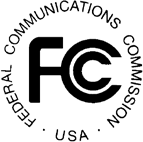 FEDERAL COMMUNICATIONS COMMISSION
FCC
· USA ·